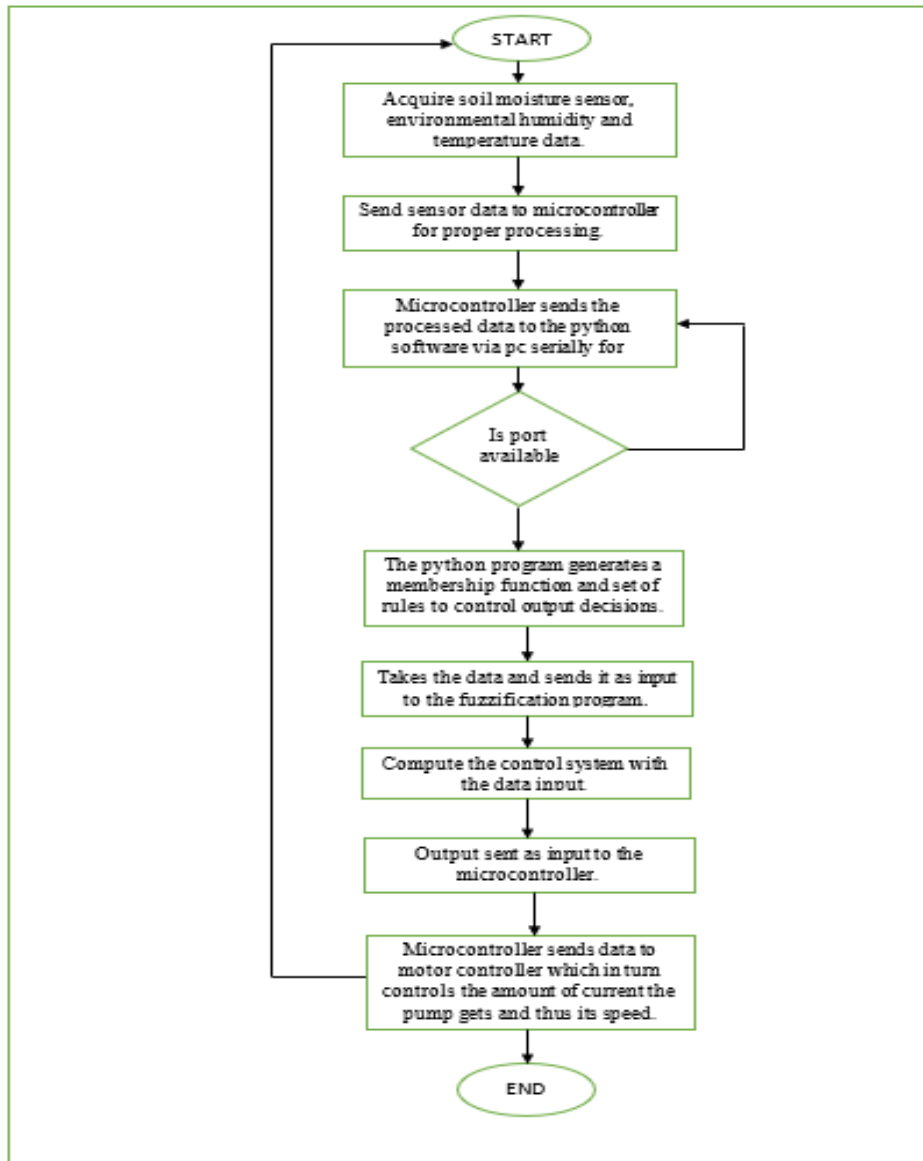 START
Acquire soil moisture sensor,
environmental humidity and
temperature data.
Send sensor data to microcontroller
for proper processing.
Microcontroller sends the
processed data to the python
software via pc serially for
Is port
available
The python program generates a
membership function and set of
rules to control output decisions.
Takes the data and sends it as input
to the fuzzification program.
Compute the control system with
the data input.
Output sent as input to the
microcontroller.
Microcontroller sends data to
motor controller which in turn
controls the amount of current the
pump gets and thus its speed.
END